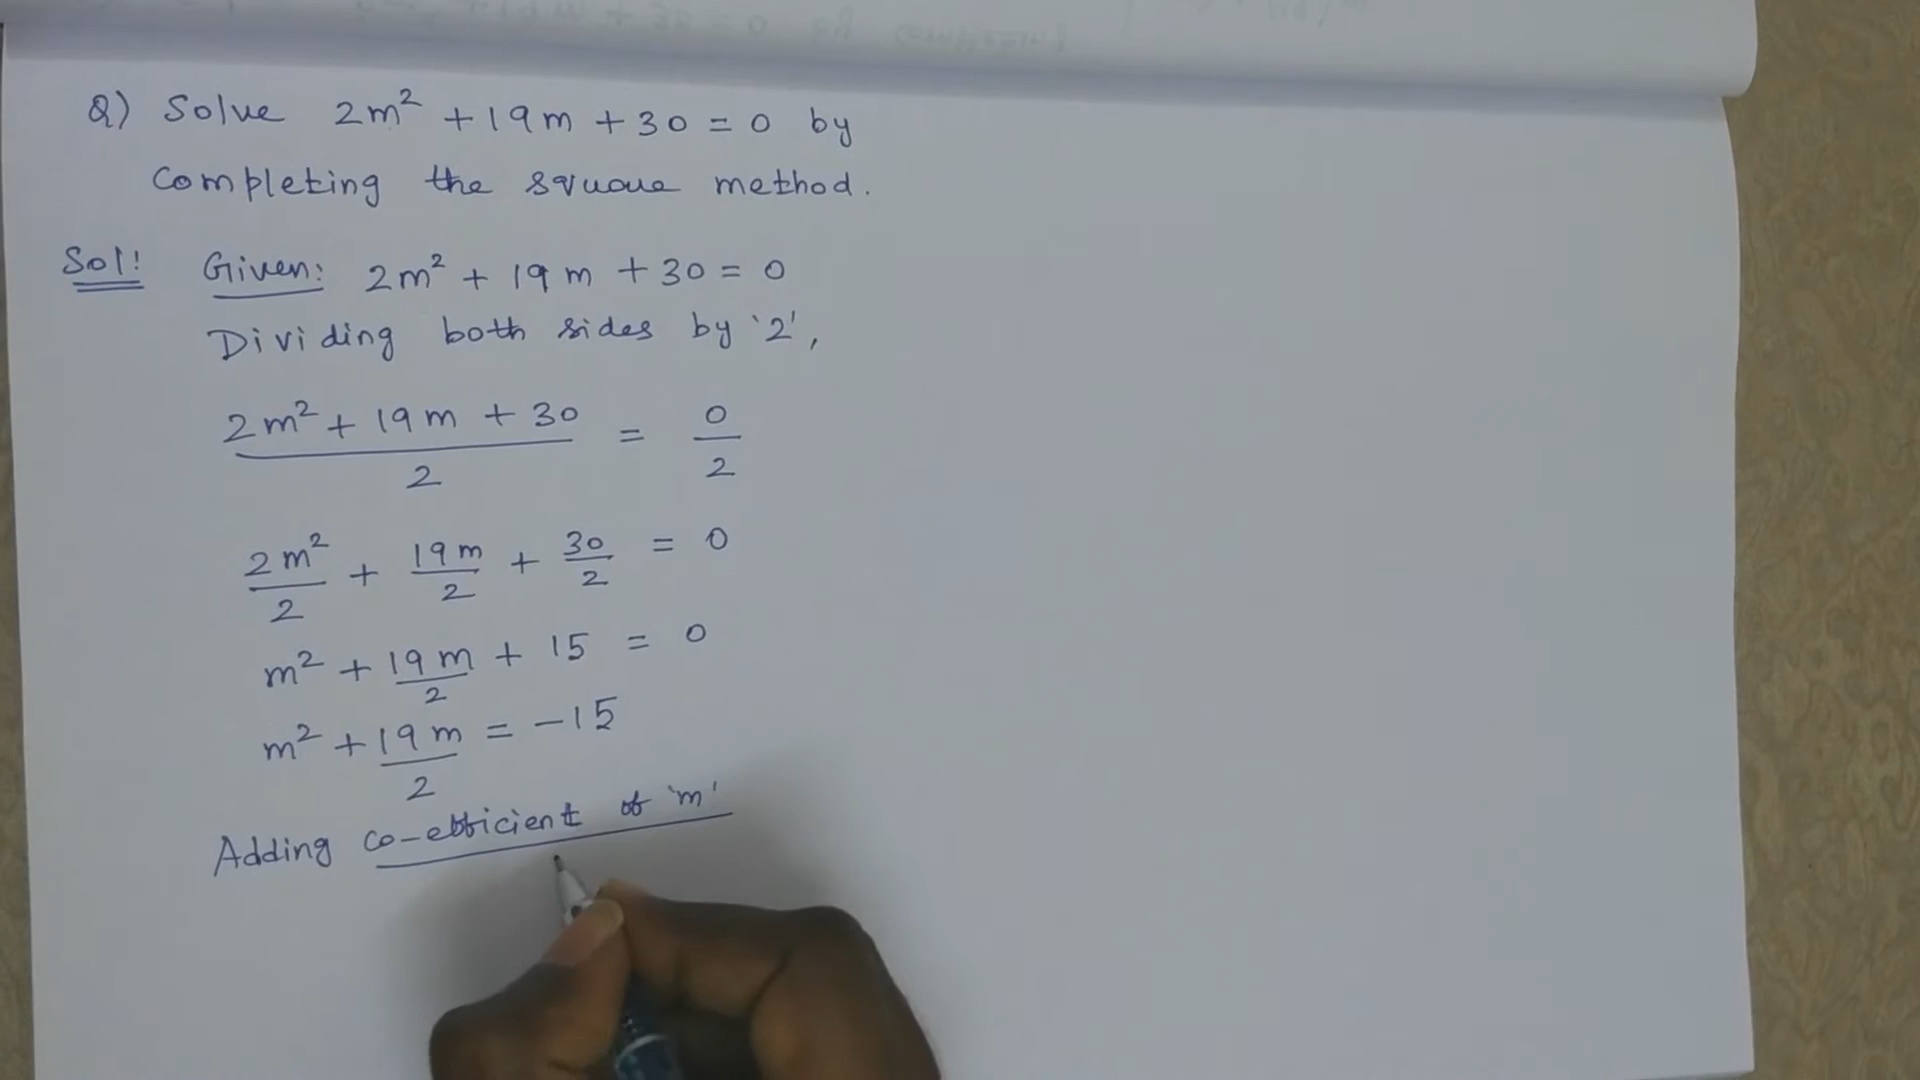 Q) Solve 2m² + 19m + 30 = 0 by
completing the square method.
Sol: Given: 2m² + 19m + 30 = 0
Dividing both sides by '2',
2m² + 19m + 30 / 2 = 0 / 2
2m²/2 + 19m/2 + 30/2 = 0
m² + 19m/2 + 15 = 0
m² + 19m/2 = -15
Adding co-efficient of 'm'